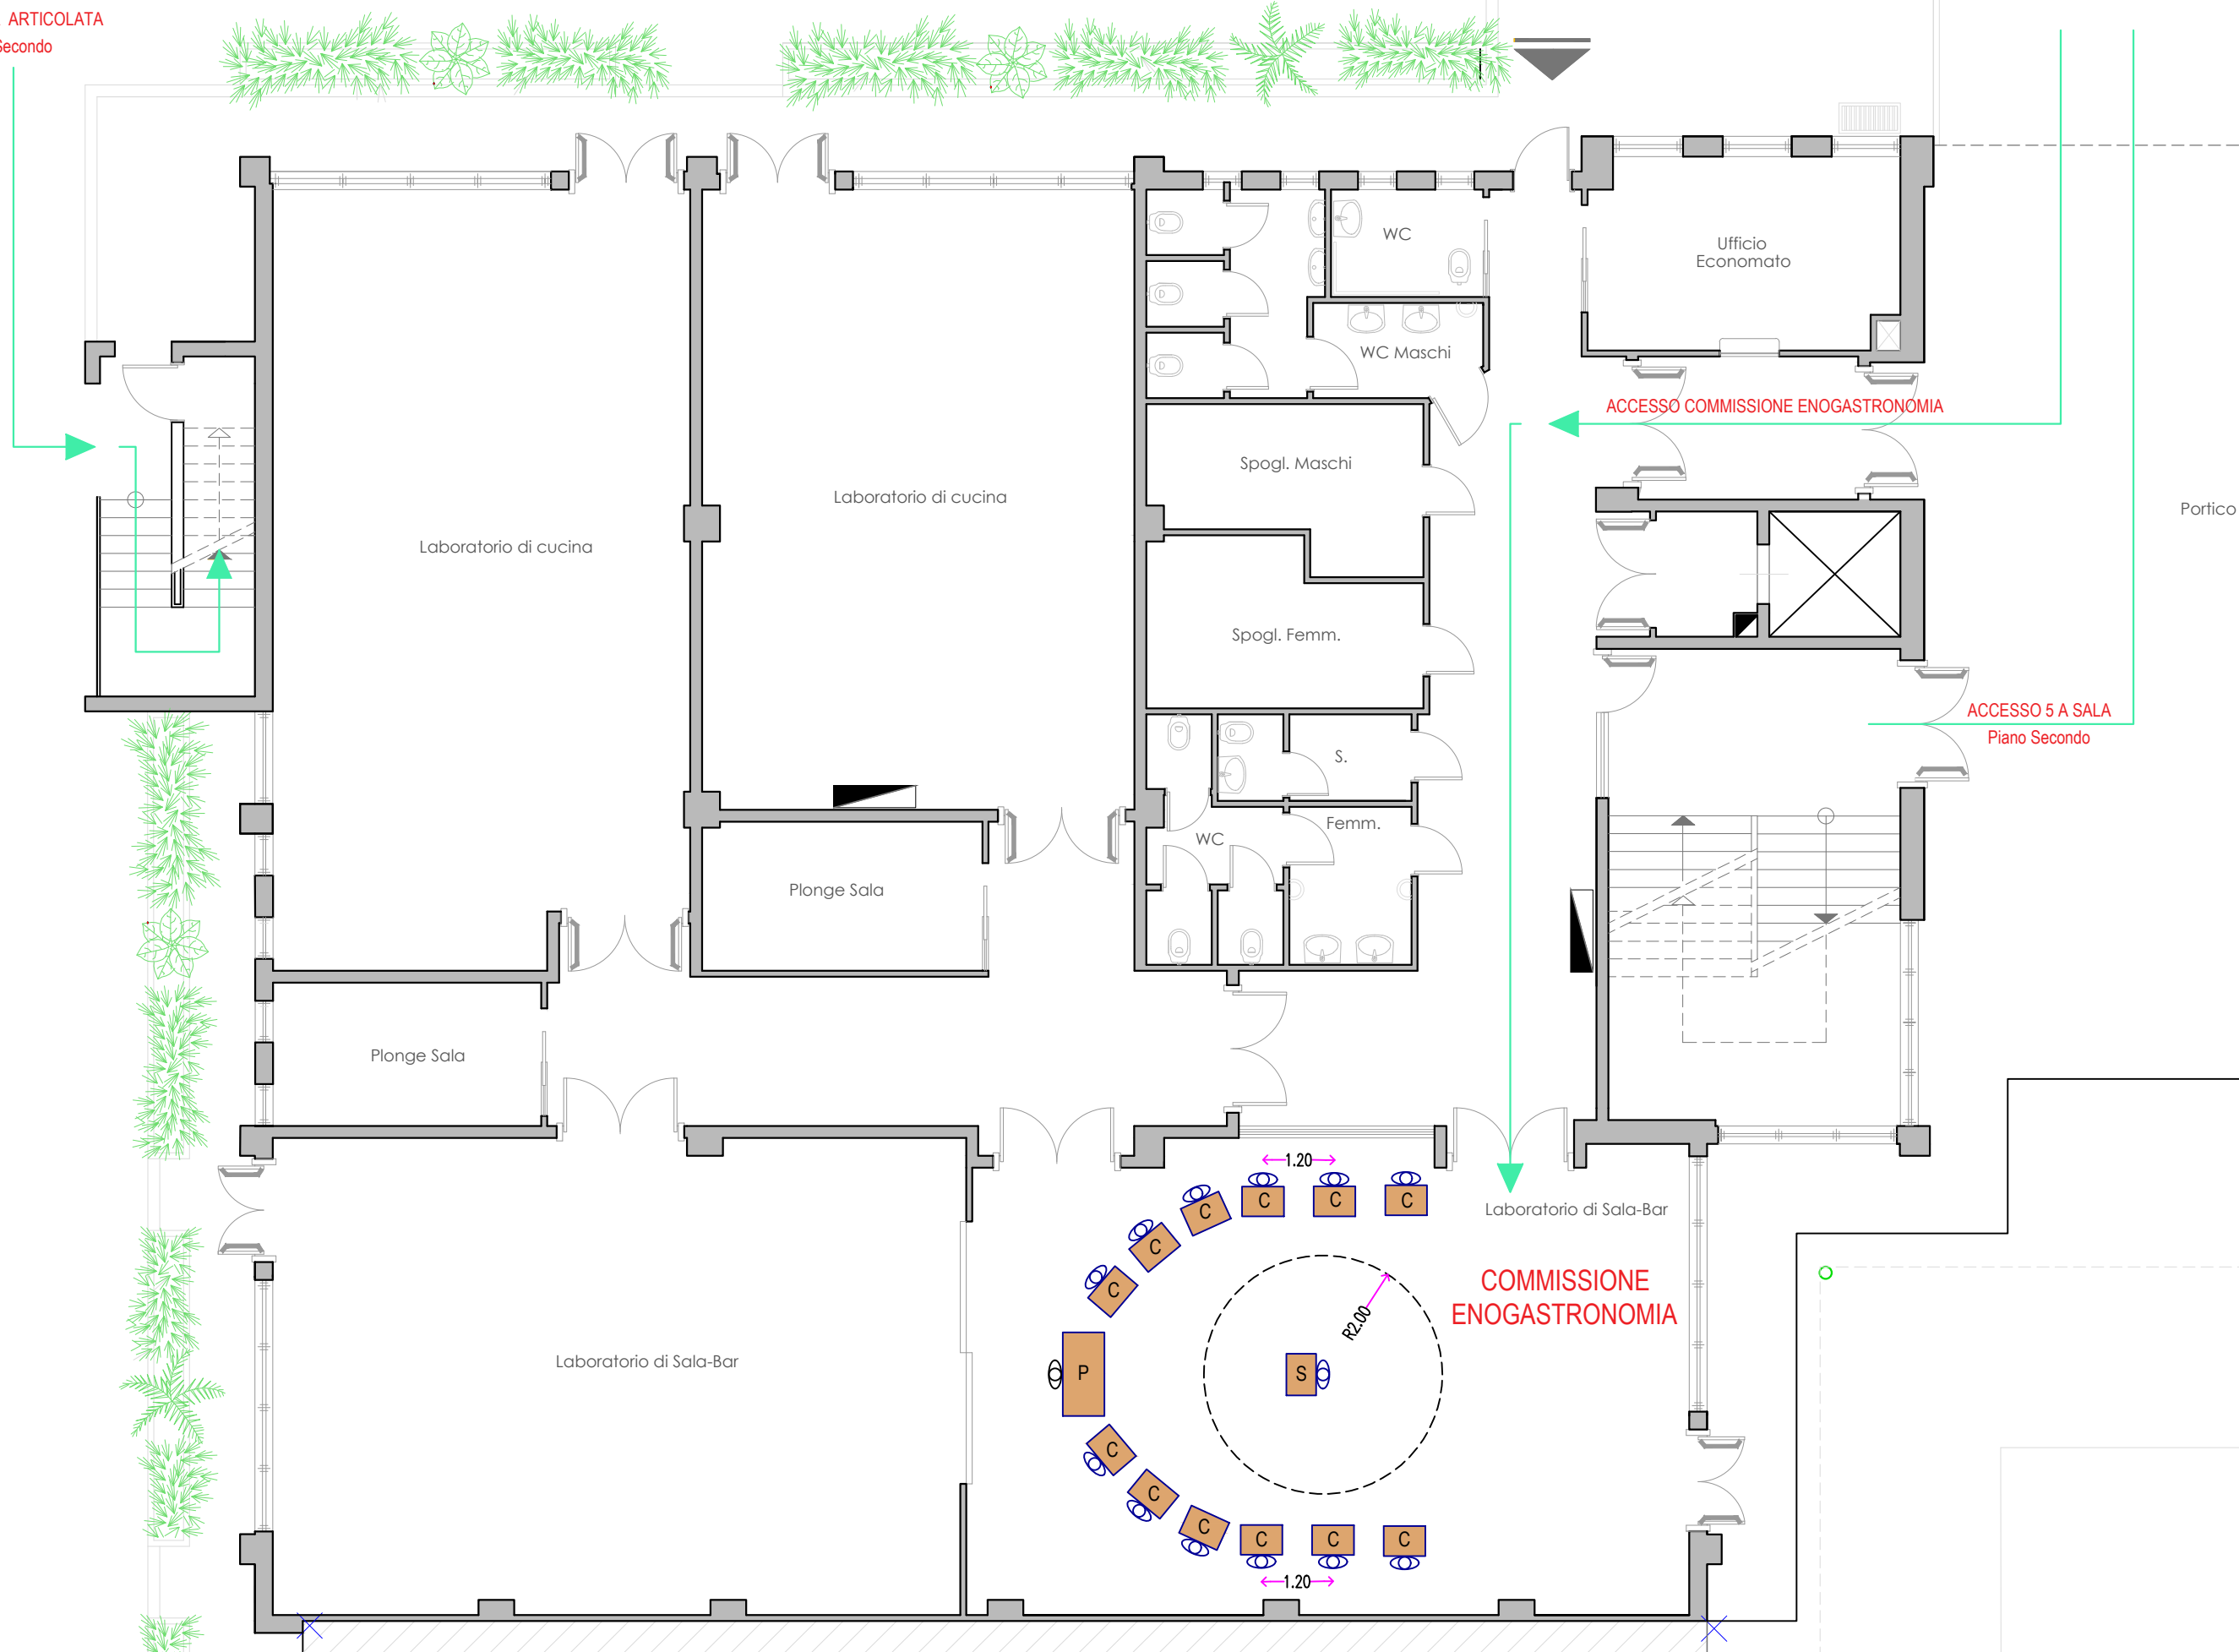 ARTICOLATA
Secondo
WC
Ufficio
Economato
WC Maschi
ACCESSO COMMISSIONE ENOGASTRONOMIA
Spogl. Maschi
Laboratorio di cucina
Portico
Laboratorio di cucina
Spogl. Femm.
ACCESSO 5 A SALA
Piano Secondo
S.
Femm.
WC
Plonge Sala
Plonge Sala
1.20
C
C
C
C
C
C
Laboratorio di Sala-Bar
COMMISSIONE
ENOGASTRONOMIA
R2.00
Laboratorio di Sala-Bar
P
S
C
C
C
C
C
C
1.20